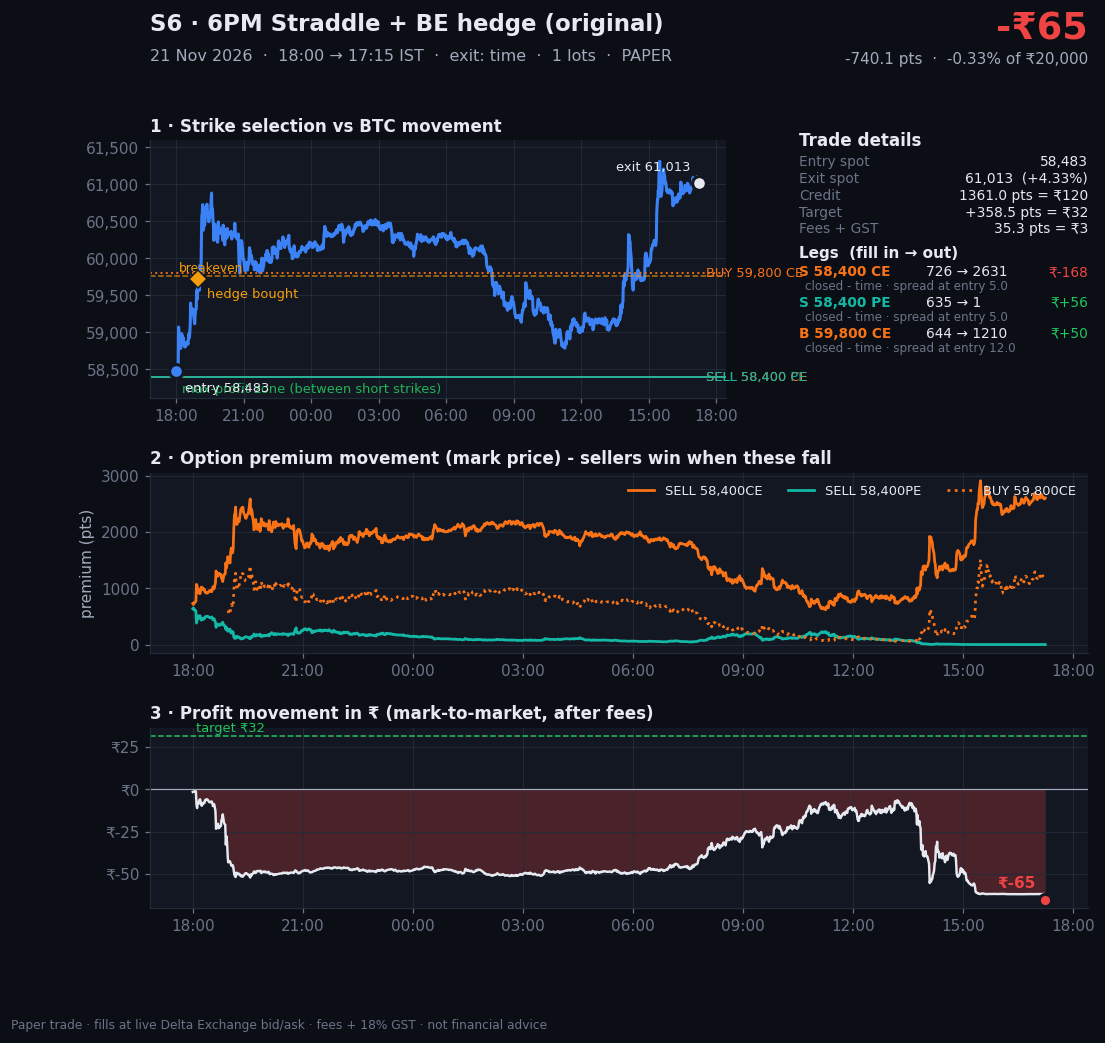 S6 · 6PM Straddle + BE hedge (original)
-₹65
21 Nov 2026 · 18:00 → 17:15 IST · exit: time · 1 lots · PAPER
-740.1 pts · -0.33% of ₹20,000
1 · Strike selection vs BTC movement
61,500
61,000
60,500
60,000
59,500
59,000
58,500
exit 61,013
breakeven
hedge bought
BUY 59,800 CE
SELL 58,400 PE
entry 58,483
max profit zone (between short strikes)
18:00 21:00 00:00 03:00 06:00 09:00 12:00 15:00 18:00
Trade details
Entry spot 58,483
Exit spot 61,013 (+4.33%)
Credit 1361.0 pts = ₹120
Target +358.5 pts = ₹32
Fees + GST 35.3 pts = ₹3
Legs (fill in → out)
S 58,400 CE 726 → 2631 ₹-168
closed - time · spread at entry 5.0
S 58,400 PE 635 → 1 ₹+56
closed - time · spread at entry 5.0
B 59,800 CE 644 → 1210 ₹+50
closed - time · spread at entry 12.0
2 · Option premium movement (mark price) - sellers win when these fall
SELL 58,400CE SELL 58,400PE BUY 59,800CE
premium (pts)
3000
2000
1000
0
18:00 21:00 00:00 03:00 06:00 09:00 12:00 15:00 18:00
3 · Profit movement in ₹ (mark-to-market, after fees)
target ₹32
₹25
₹0
₹-25
₹-50
₹-65
18:00 21:00 00:00 03:00 06:00 09:00 12:00 15:00 18:00
Paper trade · fills at live Delta Exchange bid/ask · fees + 18% GST · not financial advice